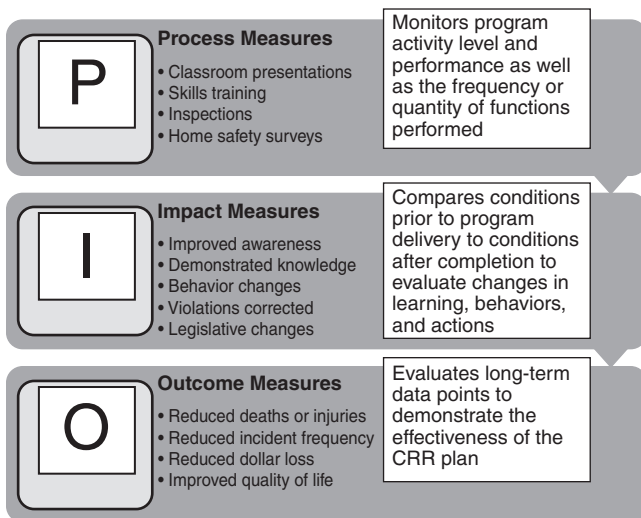 P
Process Measures
• Classroom presentations
• Skills training
• Inspections
• Home safety surveys
Monitors program
activity level and
performance as well
as the frequency or
quantity of functions
performed
I
Impact Measures
• Improved awareness
• Demonstrated knowledge
• Behavior changes
• Violations corrected
• Legislative changes
Compares conditions
prior to program
delivery to conditions
after completion to
evaluate changes in
learning, behaviors,
and actions
O
Outcome Measures
• Reduced deaths or injuries
• Reduced incident frequency
• Reduced dollar loss
• Improved quality of life
Evaluates long-term
data points to
demonstrate the
effectiveness of the
CRR plan